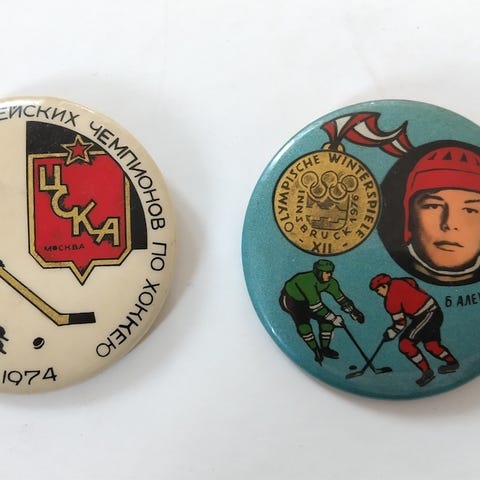 ЕЙСКИХ ЧЕМПИОНОВ ПО ХОККЕЮ
ЦСКА
МОСКВА
1974
OLYMPISCHE WINTERSPIELE
INNSBRUCK 1976
XII
Б АЛЕ